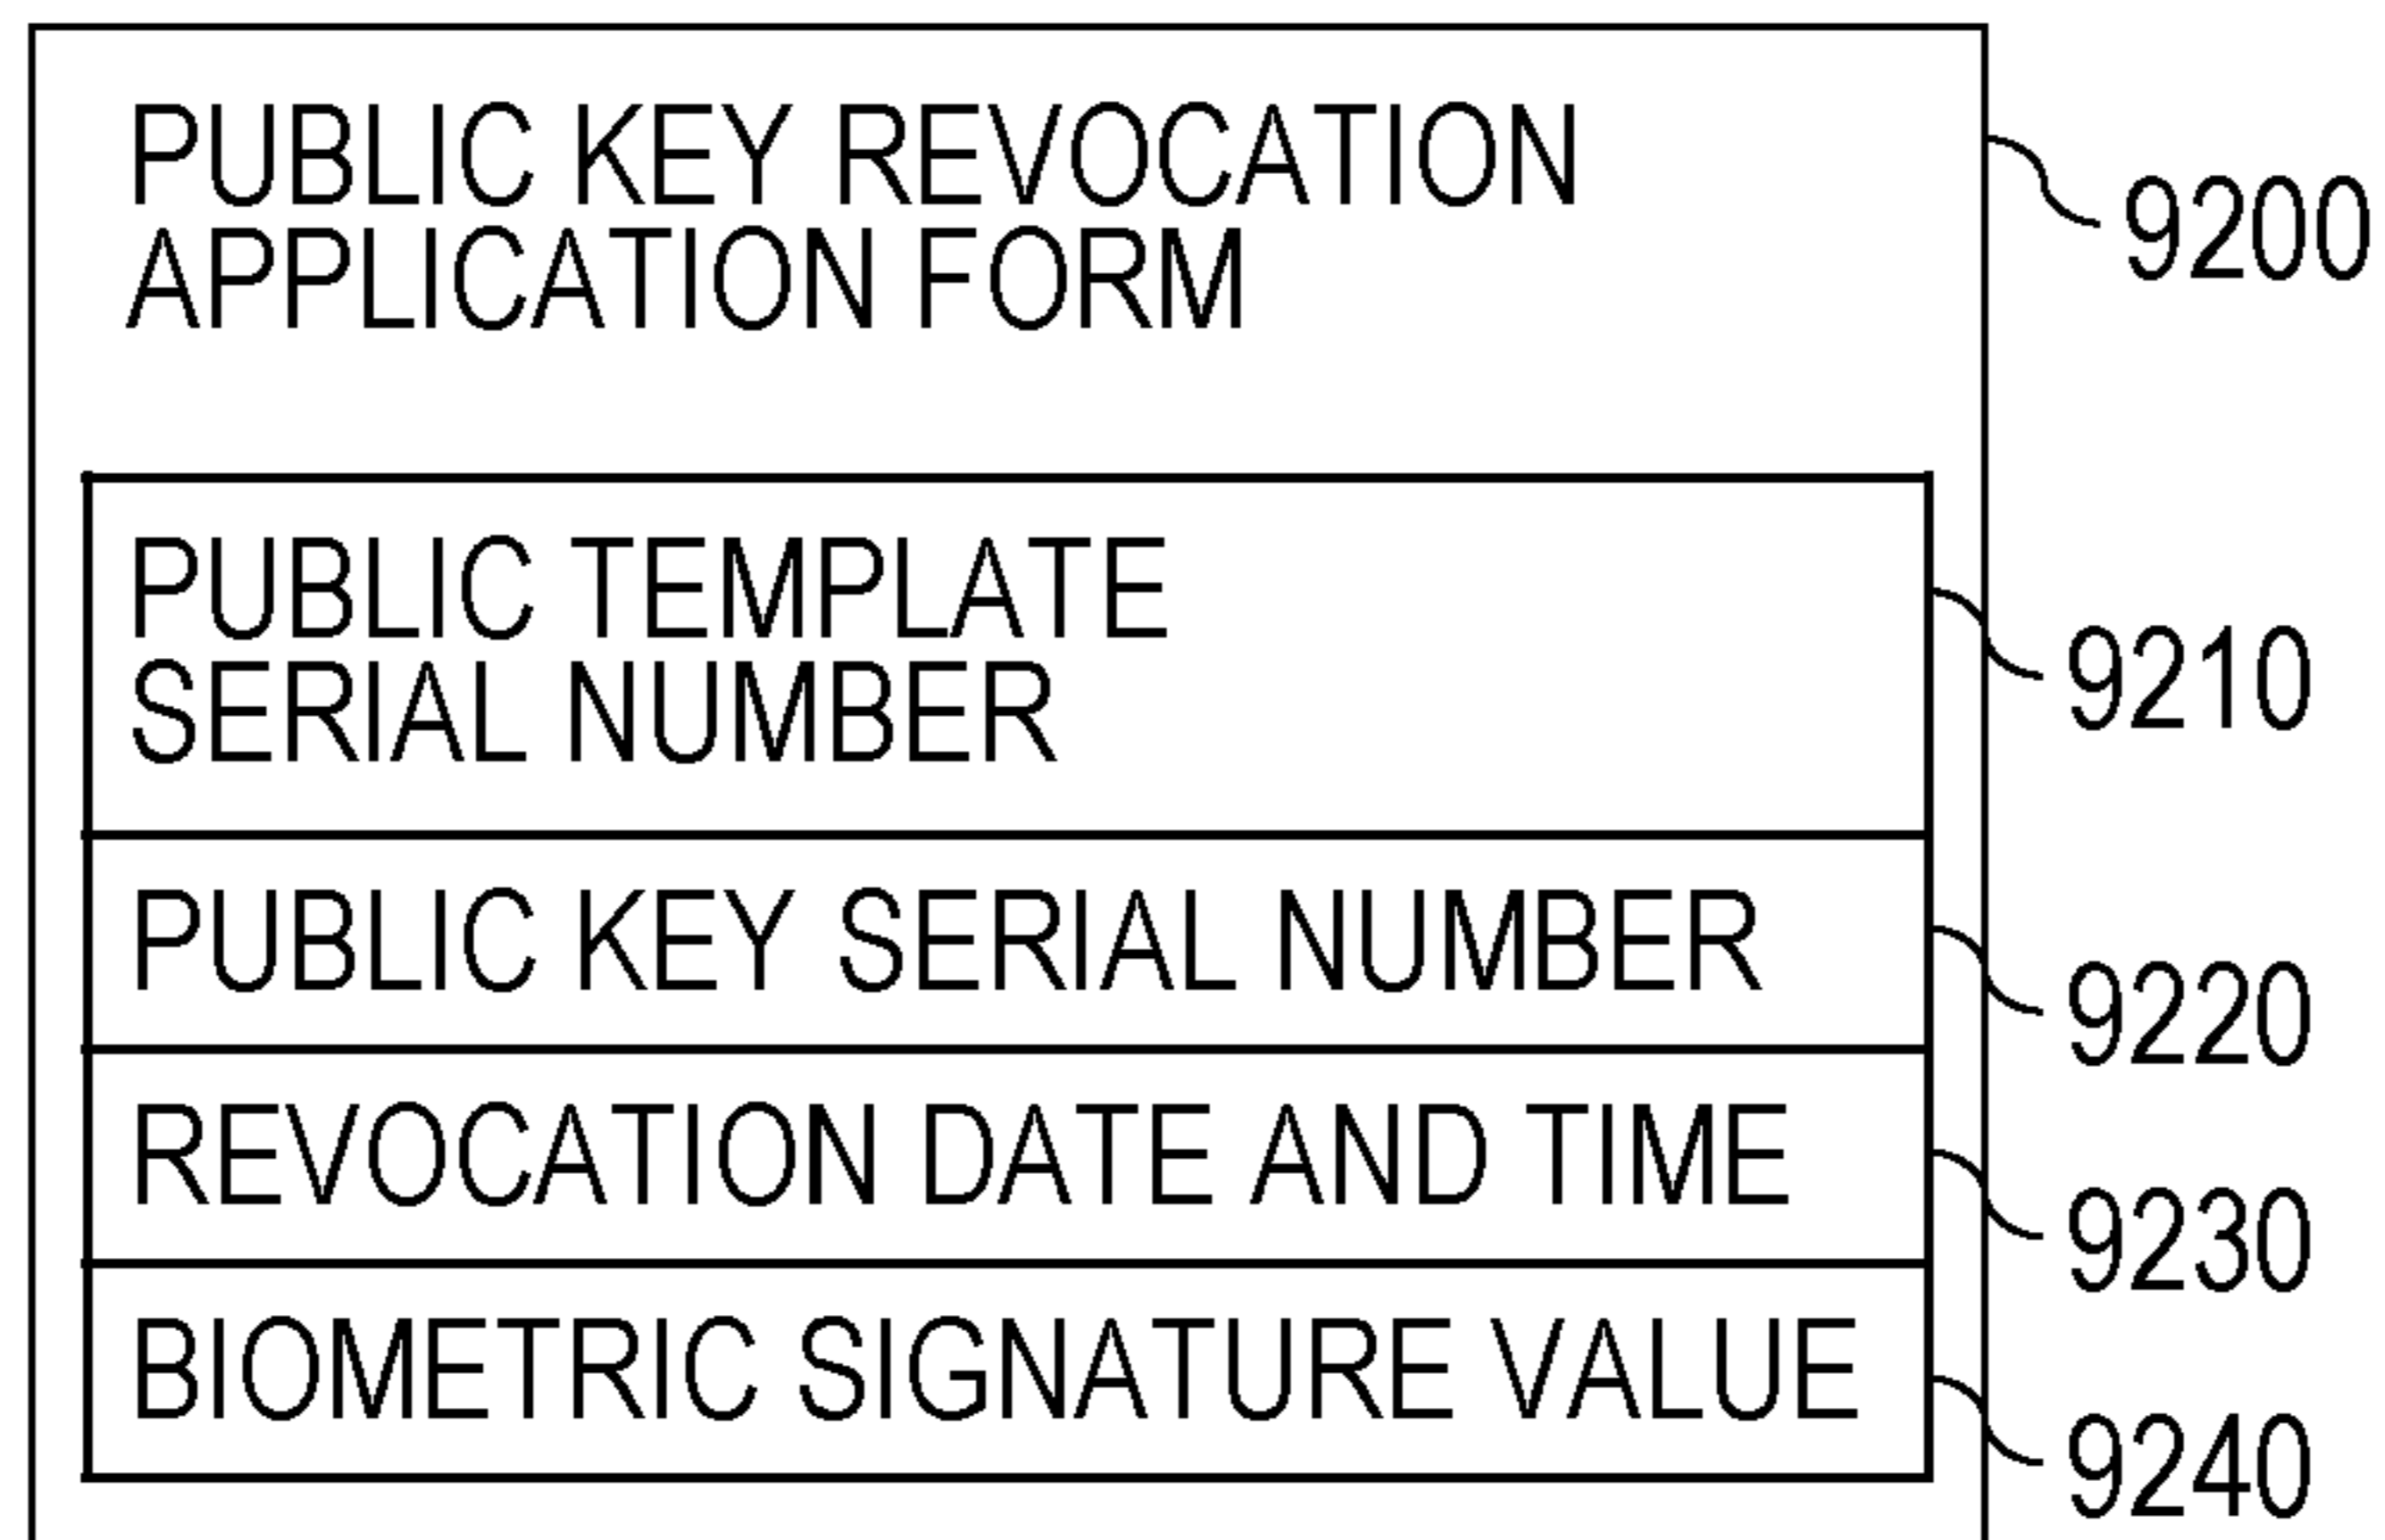 PUBLIC KEY REVOCATION
APPLICATION FORM
9200
PUBLIC TEMPLATE
SERIAL NUMBER
9210
PUBLIC KEY SERIAL NUMBER
9220
REVOCATION DATE AND TIME
9230
BIOMETRIC SIGNATURE VALUE
9240